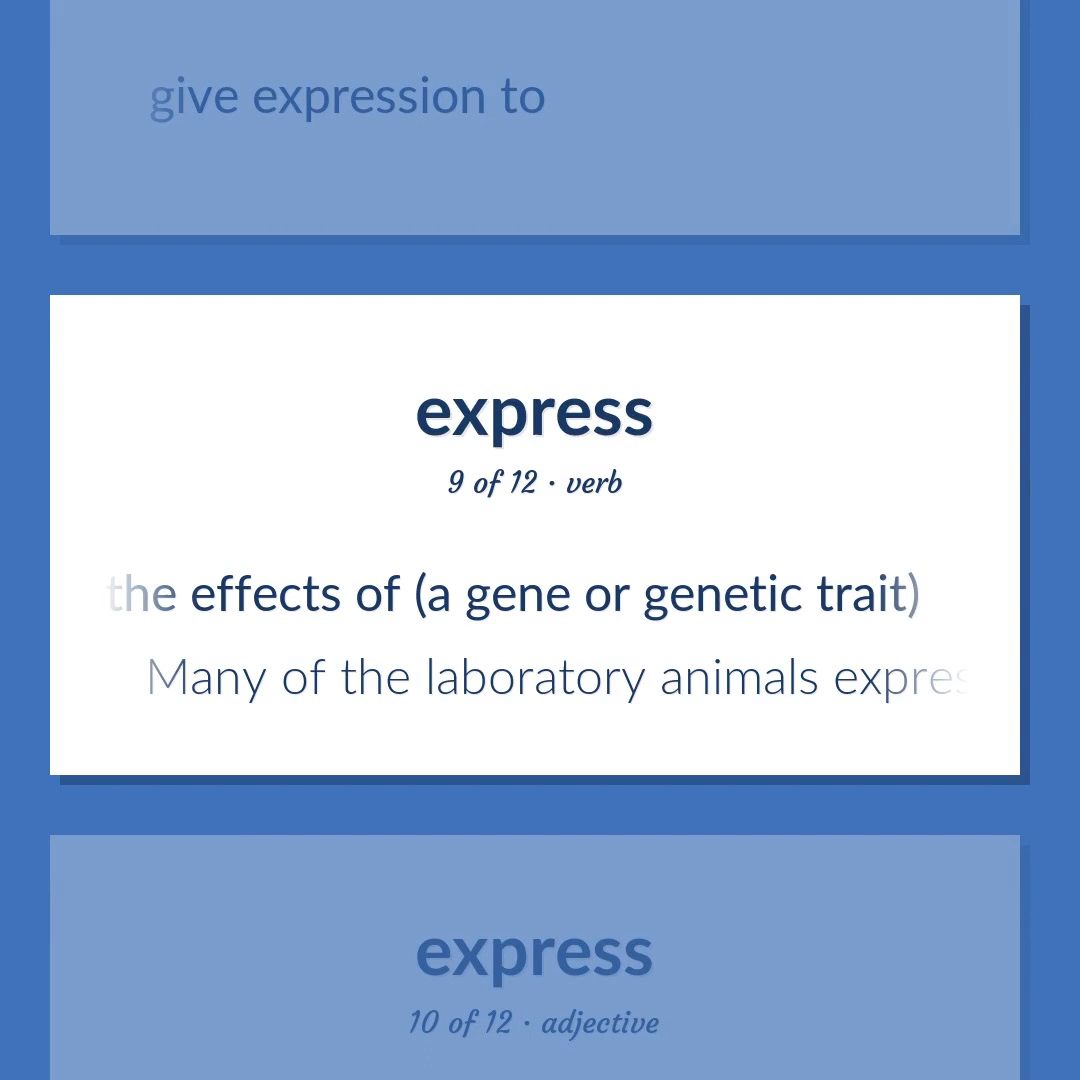 give expression to
express
9 of 12 · verb
the effects of (a gene or genetic trait)
Many of the laboratory animals expres
express
10 of 12 · adjective